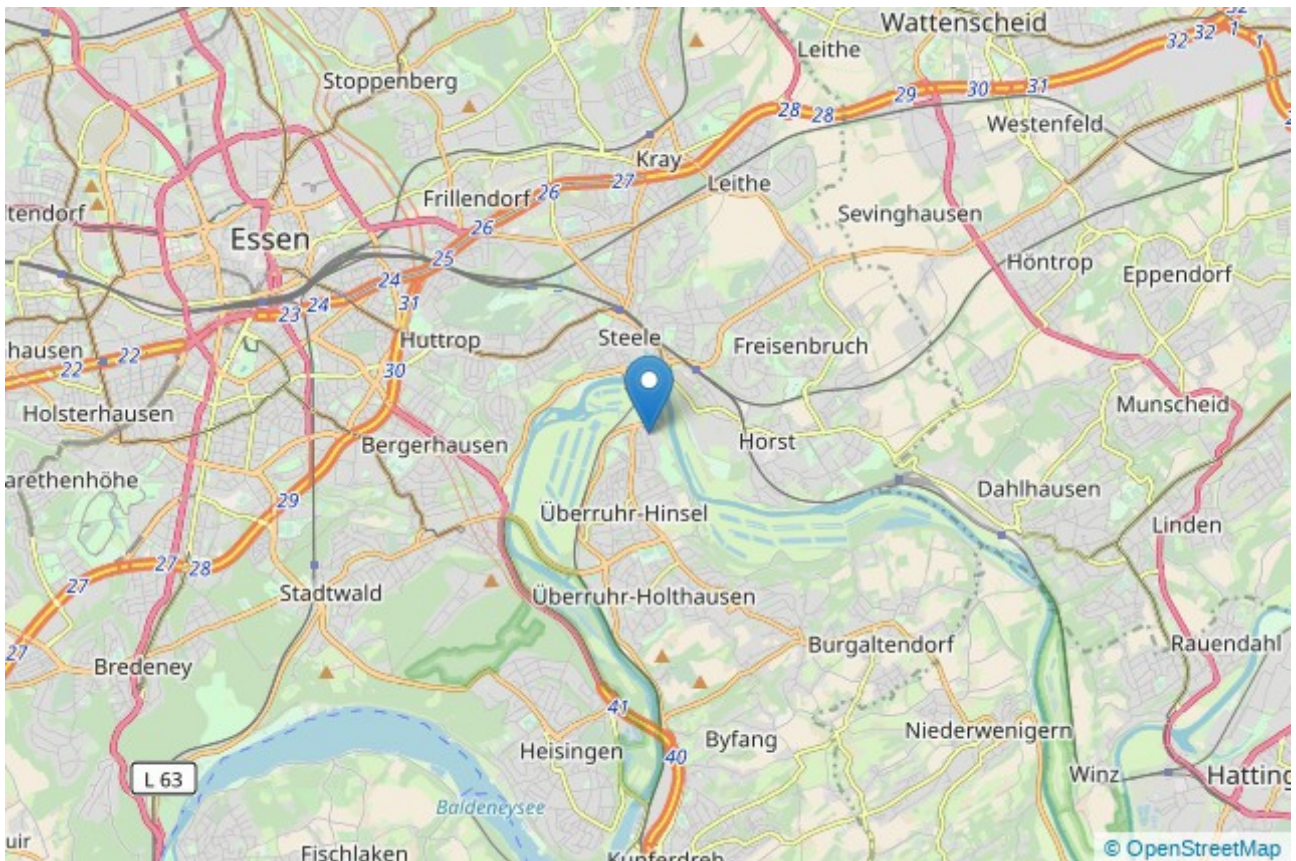 Wattenscheid
32
32
32
1
1
Leithe
Stoppenberg
31
30
29
28
28
Westenfeld
Kray
27
Leithe
26
Frillendorf
26
Sevinghausen
Essen
25
24
24
23
31
Höntrop
Eppendorf
Steele
Huttrop
Freisenbruch
hausen
22
22
30
Holsterhausen
Munscheid
Bergerhausen
Horst
arethenhöhe
29
Dahlhausen
Überruhr-Hinsel
Linden
27
28
27
Stadtwald
Überruhr-Holthausen
27
Bredeney
Burgaltendorf
Rauendahl
41
Heisingen
40
Byfang
Niederwenigern
L 63
Winz
Hatting
Baldeneysee
Fischlaken
Kupferdreh
© OpenStreetMap